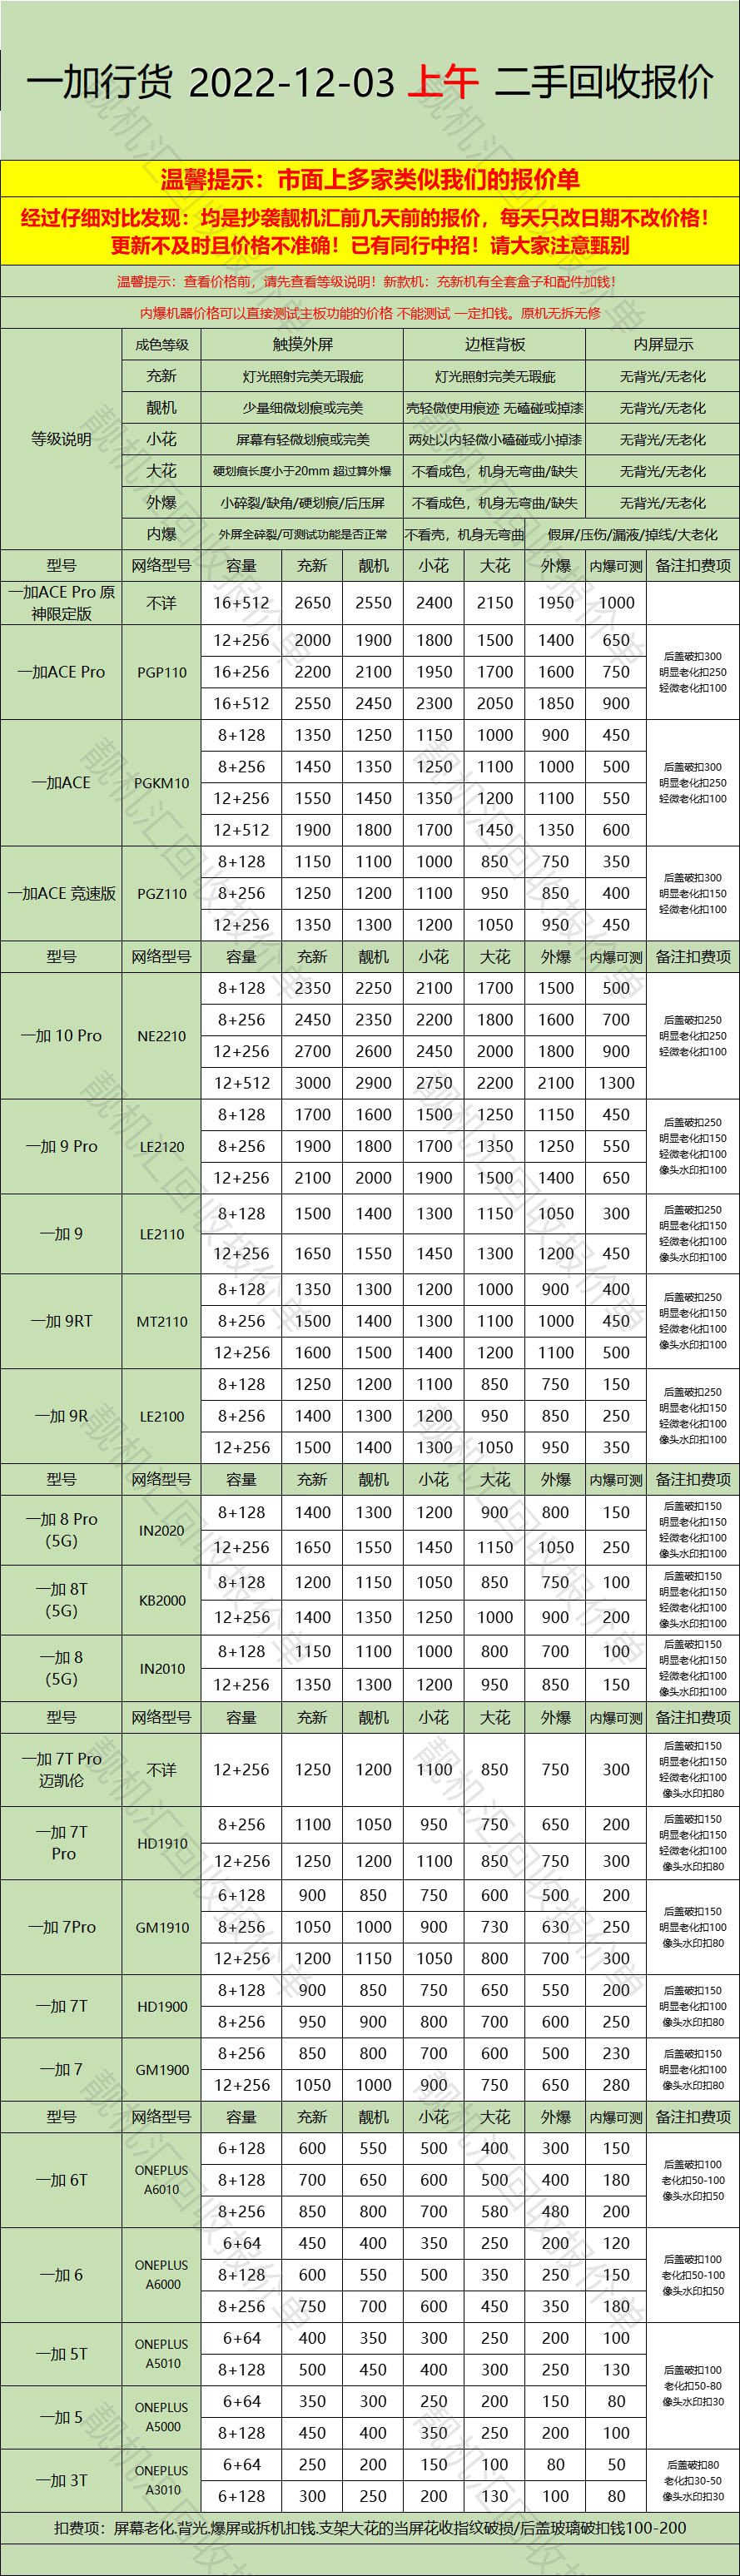 一加行货 2022-12-03 上午 二手回收报价
温馨提示：市面上多家类似我们的报价单
经过仔细对比发现：均是抄袭靓机汇前几天前的报价，每天只改日期不改价格！
更新不及时且价格不准确！已有同行中招！请大家注意甄别
温馨提示：查看价格前，请先查看等级说明！新款机：充新机有全套盒子和配件加钱！
内爆机器价格可以直接测试主板功能的价格 不能测试 一定扣钱。原机无拆无修
等级说明
成色等级 触摸外屏 边框背板 内屏显示
充新 灯光照射完美无瑕疵 灯光照射完美无瑕疵 无背光/无老化
靓机 少量细微划痕或完美 壳轻微使用痕迹 无磕碰或掉漆 无背光/无老化
小花 屏幕有轻微划痕或完美 两处以内轻微小磕碰或小掉漆 无背光/无老化
大花 硬划痕长度小于20mm 超过算外爆 不看成色，机身无弯曲/缺失 无背光/无老化
外爆 小碎裂/缺角/硬划痕/后压屏 不看成色，机身无弯曲/缺失 无背光/无老化
内爆 外屏全碎裂/可测试功能是否正常 不看壳，机身无弯曲 假屏/压伤/漏液/掉线/大老化
型号 网络型号 容量 充新 靓机 小花 大花 外爆 内爆可测 备注扣费项
一加ACE Pro 原
神限定版
不详 16+512 2650 2550 2400 2150 1950 1000
一加ACE Pro PGP110
12+256 2000 1900 1800 1500 1400 650
16+256 2200 2100 1950 1700 1600 750
16+512 2550 2450 2300 2050 1850 900
后盖破扣300
明显老化扣250
轻微老化扣100
一加ACE PGKM10
8+128 1350 1250 1150 1000 900 450
8+256 1450 1350 1250 1100 1000 500
12+256 1550 1450 1350 1200 1100 550
12+512 1900 1800 1700 1450 1350 600
后盖破扣300
明显老化扣250
轻微老化扣100
一加ACE 竞速版 PGZ110
8+128 1150 1100 1000 850 750 350
8+256 1250 1200 1100 950 850 400
12+256 1350 1300 1200 1050 950 450
后盖破扣300
明显老化扣150
轻微老化扣100
型号 网络型号 容量 充新 靓机 小花 大花 外爆 内爆可测 备注扣费项
一加 10 Pro NE2210
8+128 2350 2250 2100 1700 1500 500
8+256 2450 2350 2200 1800 1600 700
12+256 2700 2600 2450 2000 1800 900
12+512 3000 2900 2750 2200 2100 1300
后盖破扣250
明显老化扣250
轻微老化扣100
一加 9 Pro LE2120
8+128 1700 1600 1500 1250 1150 450
8+256 1900 1800 1700 1350 1250 550
12+256 2100 2000 1900 1500 1400 650
后盖破扣250
明显老化扣150
轻微老化扣100
像头水印扣100
一加 9 LE2110
8+128 1500 1400 1300 1150 1050 300
12+256 1650 1550 1450 1300 1200 450
后盖破扣250
明显老化扣150
轻微老化扣100
像头水印扣100
一加 9RT MT2110
8+128 1350 1300 1200 1000 900 400
8+256 1500 1400 1300 1100 1000 450
12+256 1600 1500 1400 1200 1100 500
后盖破扣250
明显老化扣150
轻微老化扣100
像头水印扣100
一加 9R LE2100
8+128 1250 1200 1100 850 750 150
8+256 1400 1300 1200 950 850 250
12+256 1500 1400 1300 1050 950 350
后盖破扣250
明显老化扣150
轻微老化扣100
像头水印扣100
型号 网络型号 容量 充新 靓机 小花 大花 外爆 内爆可测 备注扣费项
一加 8 Pro
（5G）
IN2020
8+128 1400 1300 1200 900 800 150
12+256 1650 1550 1450 1150 1050 250
后盖破扣150
明显老化扣150
轻微老化扣100
像头水印扣100
一加 8T
（5G）
KB2000
8+128 1200 1150 1050 850 750 100
12+256 1400 1350 1250 1000 900 200
后盖破扣150
明显老化扣150
轻微老化扣100
像头水印扣100
一加 8
（5G）
IN2010
8+128 1150 1100 1000 800 700 100
12+256 1350 1300 1200 950 850 150
后盖破扣150
明显老化扣150
轻微老化扣100
像头水印扣100
型号 网络型号 容量 充新 靓机 小花 大花 外爆 内爆可测 备注扣费项
一加 7T Pro
迈凯伦
不详 12+256 1250 1200 1100 850 750 300
后盖破扣150
明显老化扣150
轻微老化扣100
像头水印扣80
一加 7T
Pro
HD1910
8+256 1100 1050 950 750 650 200
12+256 1250 1200 1100 850 750 300
后盖破扣150
明显老化扣150
轻微老化扣100
像头水印扣80
一加 7Pro GM1910
6+128 900 850 750 600 500 200
8+256 1050 1000 900 730 630 250
12+256 1200 1150 1050 800 700 300
后盖破扣150
明显老化扣100
像头水印扣80
一加 7T HD1900
8+128 900 850 750 650 550 200
8+256 950 900 800 700 600 250
后盖破扣150
明显老化扣100
像头水印扣80
一加 7 GM1900
8+256 850 800 700 600 500 230
12+256 1050 1000 900 750 650 280
后盖破扣150
明显老化扣100
像头水印扣80
型号 网络型号 容量 充新 靓机 小花 大花 外爆 内爆可测 备注扣费项
一加 6T
ONEPLUS
A6010
6+128 600 550 500 400 300 150
8+128 700 650 600 500 400 180
8+256 850 800 700 580 480 200
后盖破扣100
老化扣50-100
像头水印扣50
一加 6
ONEPLUS
A6000
6+64 450 400 350 250 200 120
8+128 600 550 500 350 250 150
8+256 750 700 600 450 350 180
后盖破扣100
老化扣50-100
像头水印扣50
一加 5T
ONEPLUS
A5010
6+64 400 350 300 250 200 100
8+128 500 450 400 300 250 130
后盖破扣100
老化扣50-80
像头水印扣30
一加 5
ONEPLUS
A5000
6+64 350 300 250 200 150 80
8+128 450 400 350 250 200 100
一加 3T
ONEPLUS
A3010
6+64 250 200 150 100 80 50
6+128 300 250 200 130 100 80
后盖破扣80
老化扣30-50
像头水印扣30
扣费项：屏幕老化.背光.爆屏或拆机扣钱.支架大花的当屏花收指纹破损/后盖玻璃破扣钱100-200
靓机汇回收报价单